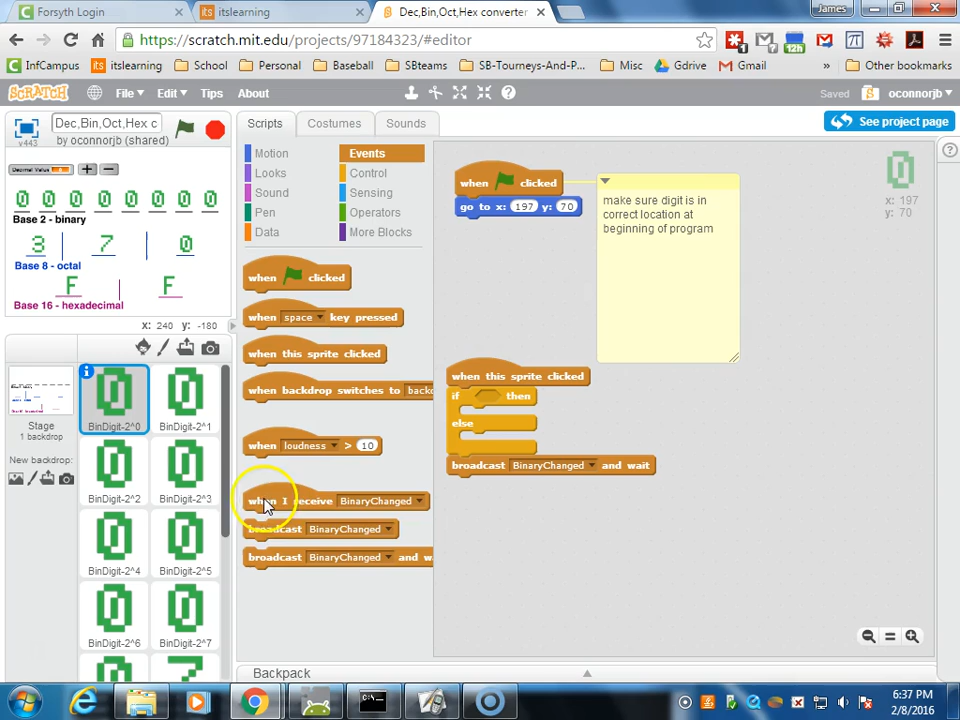 Forsyth Login
itslearning
Dec,Bin,Oct,Hex converter
James
https://scratch.mit.edu/projects/97184323/#editor
InfCampus
itslearning
School
Personal
Baseball
SBteams
SB-Tourneys-And-P...
Misc
Gdrive
Gmail
»
Other bookmarks
SCRATCH
File
Edit
Tips
About
Saved
oconnorjb
v443
Dec,Bin,Oct,Hex c
by oconnorjb (shared)
Scripts
Costumes
Sounds
See project page
Decimal Value
0 0 0 0 0 0 0 0
Base 2 - binary
3 7 0
Base 8 - octal
F F
Base 16 - hexadecimal
x: 240 y: -180
Motion
Looks
Sound
Pen
Data
Events
Control
Sensing
Operators
More Blocks
when clicked
when space key pressed
when this sprite clicked
when backdrop switches to back
when loudness > 10
when I receive BinaryChanged
broadcast BinaryChanged
broadcast BinaryChanged and wa
when clicked
go to x: 197 y: 70
make sure digit is in
correct location at
beginning of program
x: 197
y: 70
when this sprite clicked
if then
else
broadcast BinaryChanged and wait
Stage
1 backdrop
New backdrop:
BinDigit-2^0
BinDigit-2^1
BinDigit-2^2
BinDigit-2^3
BinDigit-2^4
BinDigit-2^5
BinDigit-2^6
BinDigit-2^7
Backpack
6:37 PM
2/8/2016